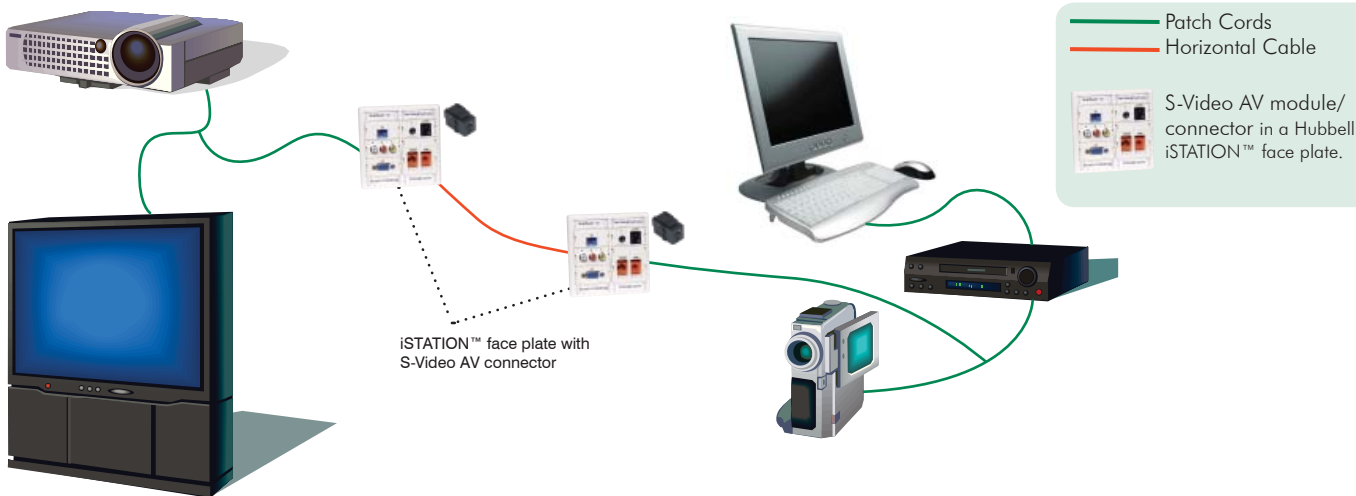 Patch Cords
Horizontal Cable
S-Video AV module/
connector in a Hubbell
iSTATION™ face plate.
iSTATION™ face plate with
S-Video AV connector